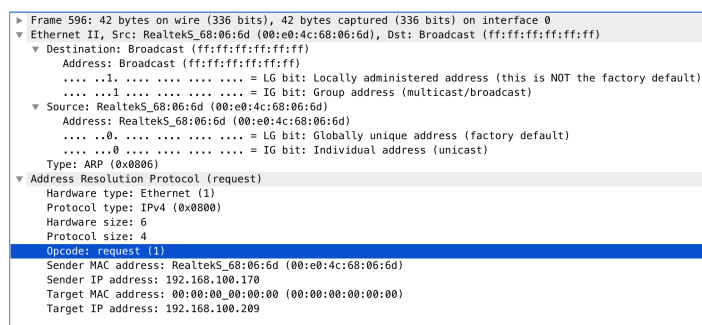 Frame 596: 42 bytes on wire (336 bits), 42 bytes captured (336 bits) on interface 0
Ethernet II, Src: RealtekS_68:06:6d (00:e0:4c:68:06:6d), Dst: Broadcast (ff:ff:ff:ff:ff:ff)
Destination: Broadcast (ff:ff:ff:ff:ff:ff)
Address: Broadcast (ff:ff:ff:ff:ff:ff)
.... ..1. .... .... .... .... = LG bit: Locally administered address (this is NOT the factory default)
.... ...1 .... .... .... .... = IG bit: Group address (multicast/broadcast)
Source: RealtekS_68:06:6d (00:e0:4c:68:06:6d)
Address: RealtekS_68:06:6d (00:e0:4c:68:06:6d)
.... ..0. .... .... .... .... = LG bit: Globally unique address (factory default)
.... ...0 .... .... .... .... = IG bit: Individual address (unicast)
Type: ARP (0x0806)
Address Resolution Protocol (request)
Hardware type: Ethernet (1)
Protocol type: IPv4 (0x0800)
Hardware size: 6
Protocol size: 4
Opcode: request (1)
Sender MAC address: RealtekS_68:06:6d (00:e0:4c:68:06:6d)
Sender IP address: 192.168.100.170
Target MAC address: 00:00:00_00:00:00 (00:00:00:00:00:00)
Target IP address: 192.168.100.209